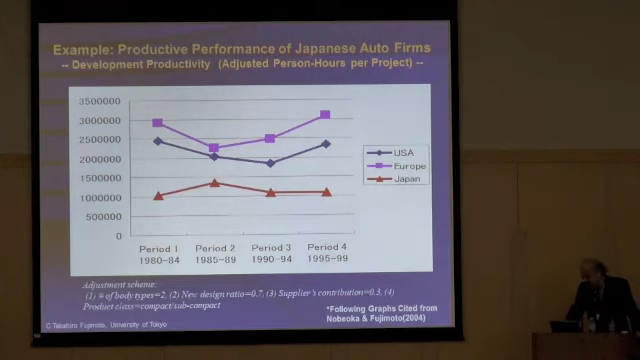 Example: Productive Performance of Japanese Auto Firms
-- Development Productivity (Adjusted Person-Hours per Project) --
3500000
3000000
2500000
2000000
1500000
1000000
500000
0
USA
Europe
Japan
Period 1 Period 2 Period 3 Period 4
1980-84 1985-89 1990-94 1995-99
Adjustment scheme:
(1) # of body types=2, (2) New design ratio=0.7, (3) Supplier's contribution=0.3, (4)
Product class=compact/sub-compact
*Following Graphs Cited from
Nobeoka & Fujimoto(2004)
C Takahiro Fujimoto, University of Tokyo